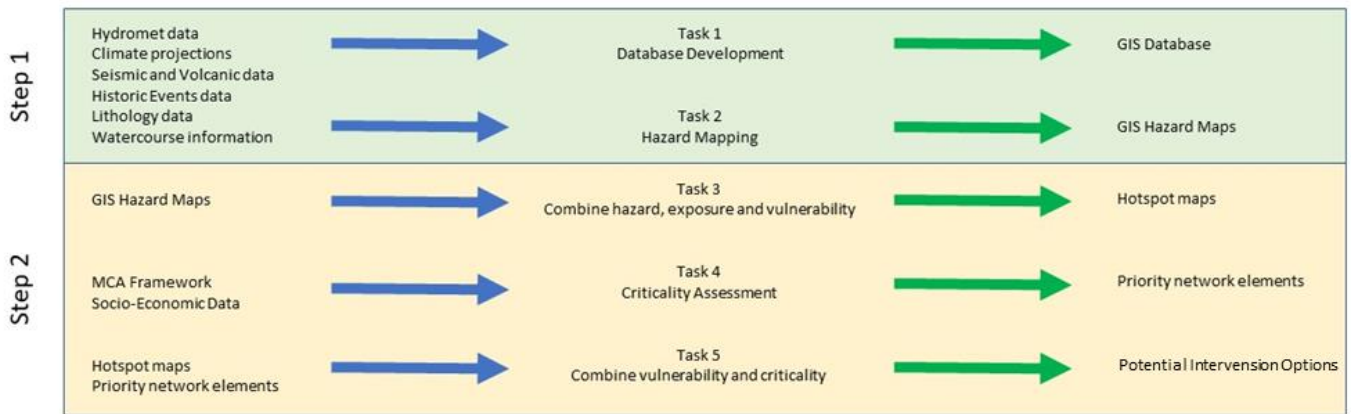 Step 1
Hydromet data
Climate projections
Seismic and Volcanic data
Historic Events data
Lithology data
Watercourse information
Task 1
Database Development
GIS Database
Task 2
Hazard Mapping
GIS Hazard Maps
Step 2
GIS Hazard Maps
Task 3
Combine hazard, exposure and vulnerability
Hotspot maps
MCA Framework
Socio-Economic Data
Task 4
Criticality Assessment
Priority network elements
Hotspot maps
Priority network elements
Task 5
Combine vulnerability and criticality
Potential Intervension Options